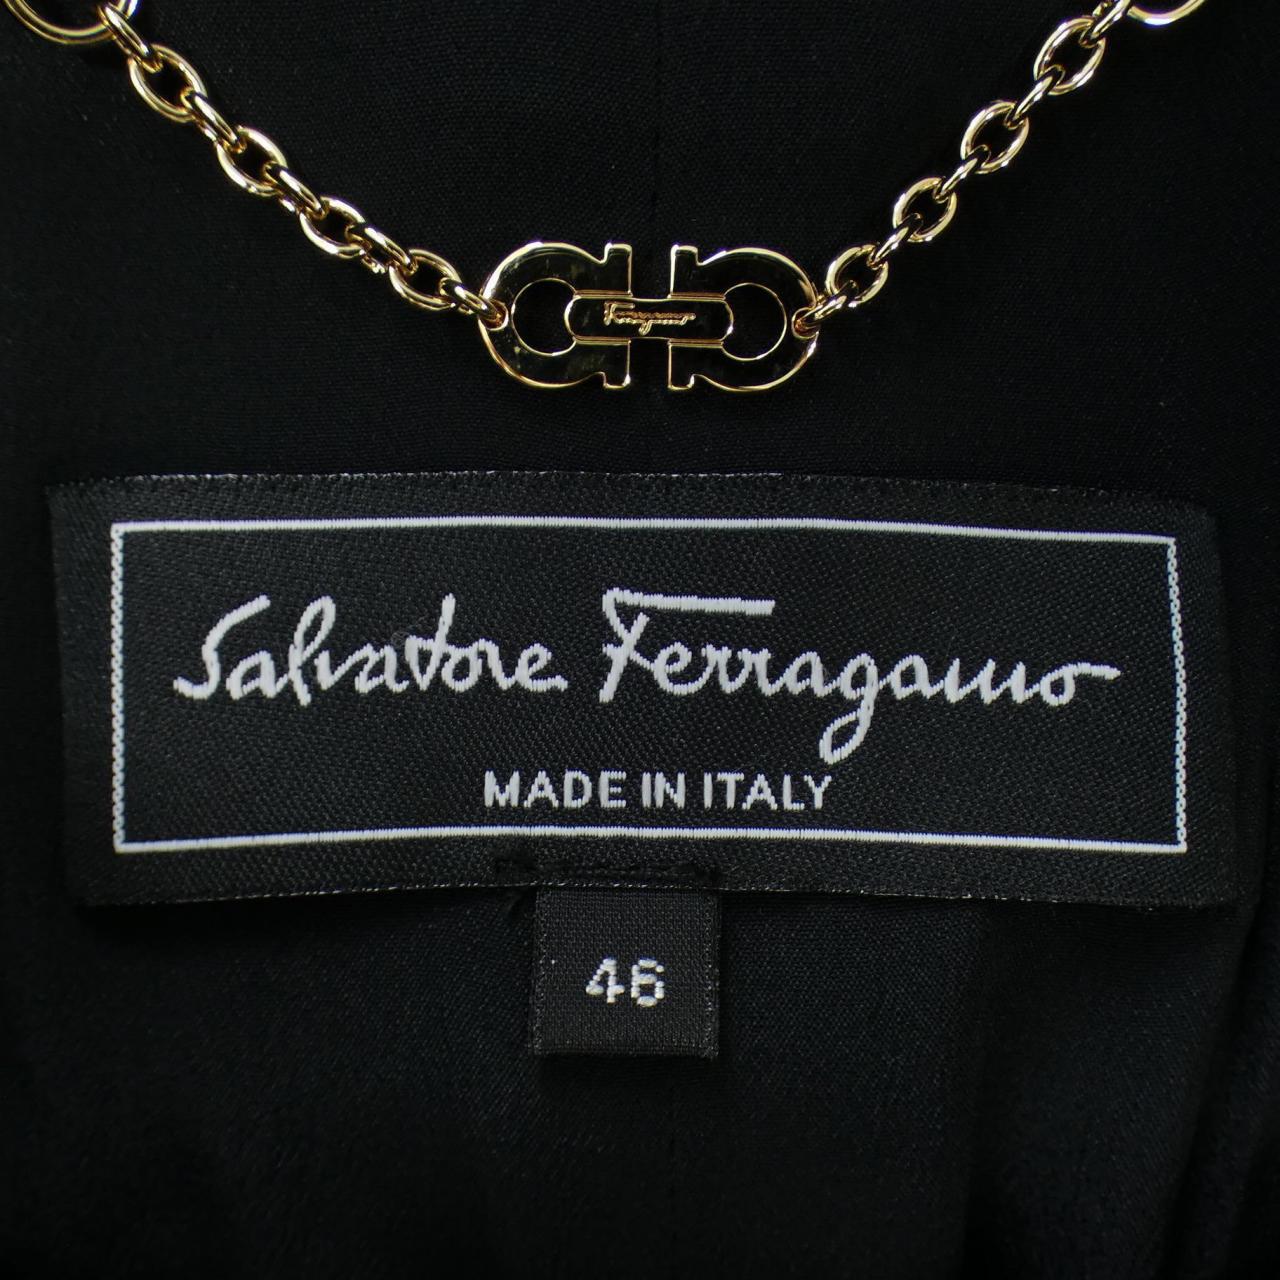 Ferragamo
Salvatore Ferragamo
MADE IN ITALY
46